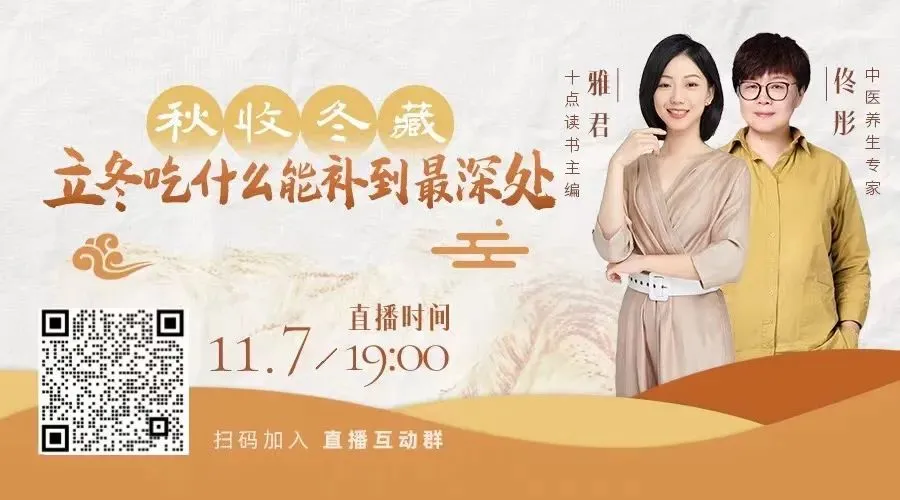 秋收冬藏
立冬吃什么能补到最深处
雅君
十点读书主编
佟彤
中医养生专家
直播时间
11.7/19:00
扫码加入 直播互动群